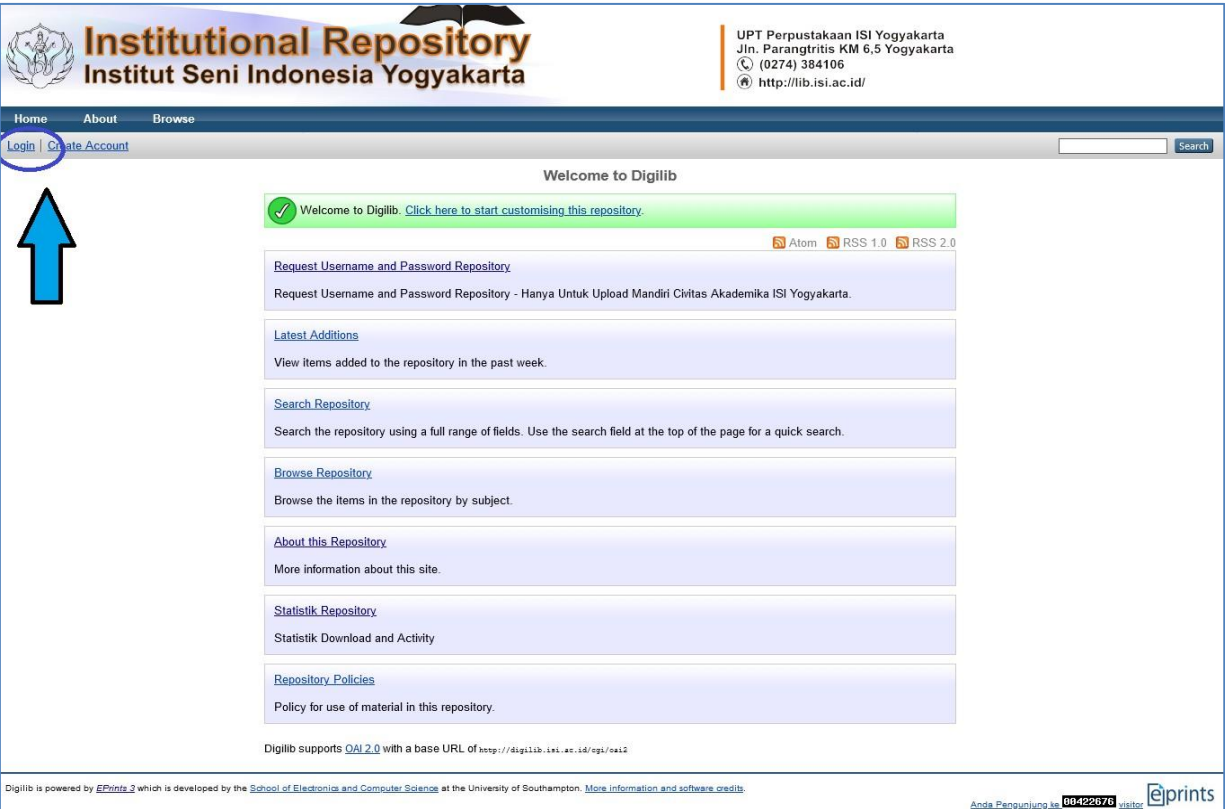 Institutional Repository
Institut Seni Indonesia Yogyakarta
UPT Perpustakaan ISI Yogyakarta
Jln. Parangtritis KM 6,5 Yogyakarta
(0274) 384106
http://lib.isi.ac.id/
Home About Browse
Login | Create Account Search
Welcome to Digilib
Welcome to Digilib. Click here to start customising this repository.
Atom RSS 1.0 RSS 2.0
Request Username and Password Repository
Request Username and Password Repository - Hanya Untuk Upload Mandiri Civitas Akademika ISI Yogyakarta.
Latest Additions
View items added to the repository in the past week.
Search Repository
Search the repository using a full range of fields. Use the search field at the top of the page for a quick search.
Browse Repository
Browse the items in the repository by subject.
About this Repository
More information about this site.
Statistik Repository
Statistik Download and Activity
Repository Policies
Policy for use of material in this repository.
Digilib supports OAI 2.0 with a base URL of http://digilib.isi.ac.id/cgi/oai2
Digilib is powered by EPrints 3 which is developed by the School of Electronics and Computer Science at the University of Southampton. More information and software credits.
Anda Pengunjung ke 00422676 visitor eprints